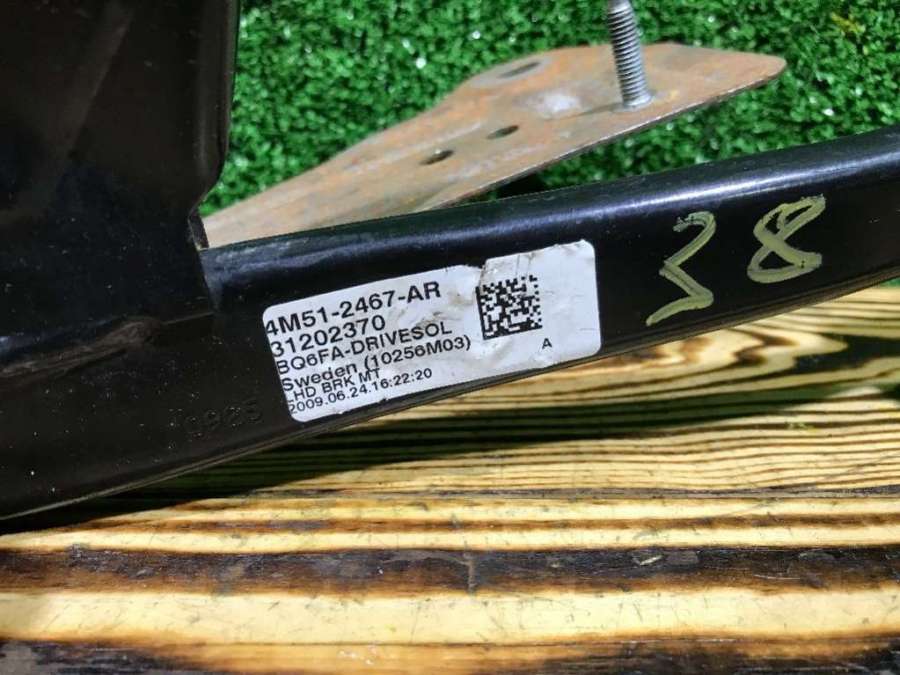 4M51-2467-AR
31202370
BQ6FA-DRIVESOL
Sweden (10256M03)
LHD BRK MT
2009.06.24.16:22:20
A
38